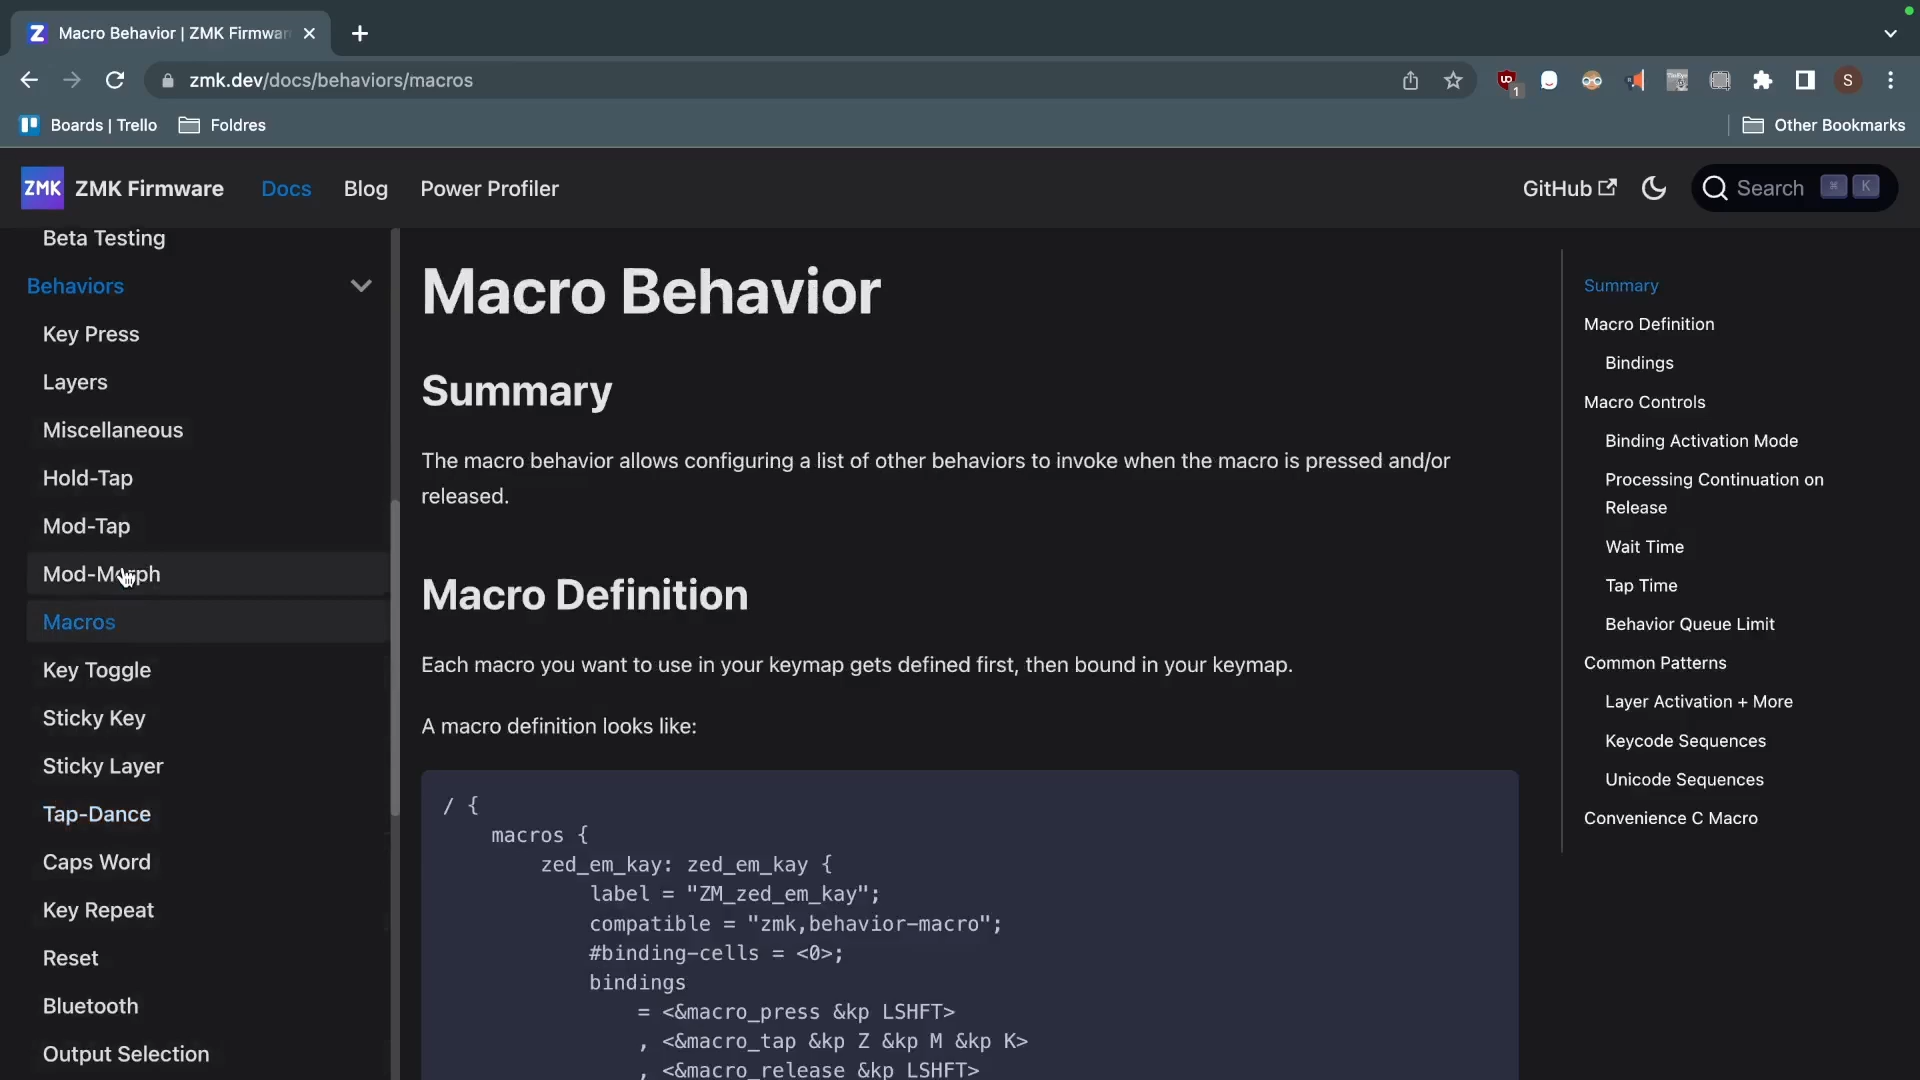 Macro Behavior | ZMK Firmwar
zmk.dev/docs/behaviors/macros
1
S
Boards | Trello
Foldres
Other Bookmarks
ZMK
ZMK Firmware
Docs
Blog
Power Profiler
GitHub
Search
⌘
K
Beta Testing
Behaviors
Key Press
Layers
Miscellaneous
Hold-Tap
Mod-Tap
Mod-Morph
Macros
Key Toggle
Sticky Key
Sticky Layer
Tap-Dance
Caps Word
Key Repeat
Reset
Bluetooth
Output Selection
Macro Behavior
Summary
The macro behavior allows configuring a list of other behaviors to invoke when the macro is pressed and/or
released.
Macro Definition
Each macro you want to use in your keymap gets defined first, then bound in your keymap.
A macro definition looks like:
/ {
macros {
zed_em_kay: zed_em_kay {
label = "ZM_zed_em_kay";
compatible = "zmk,behavior-macro";
#binding-cells = <0>;
bindings
= <&macro_press &kp LSHFT>
, <&macro_tap &kp Z &kp M &kp K>
, <&macro_release &kp LSHFT>
Summary
Macro Definition
Bindings
Macro Controls
Binding Activation Mode
Processing Continuation on
Release
Wait Time
Tap Time
Behavior Queue Limit
Common Patterns
Layer Activation + More
Keycode Sequences
Unicode Sequences
Convenience C Macro